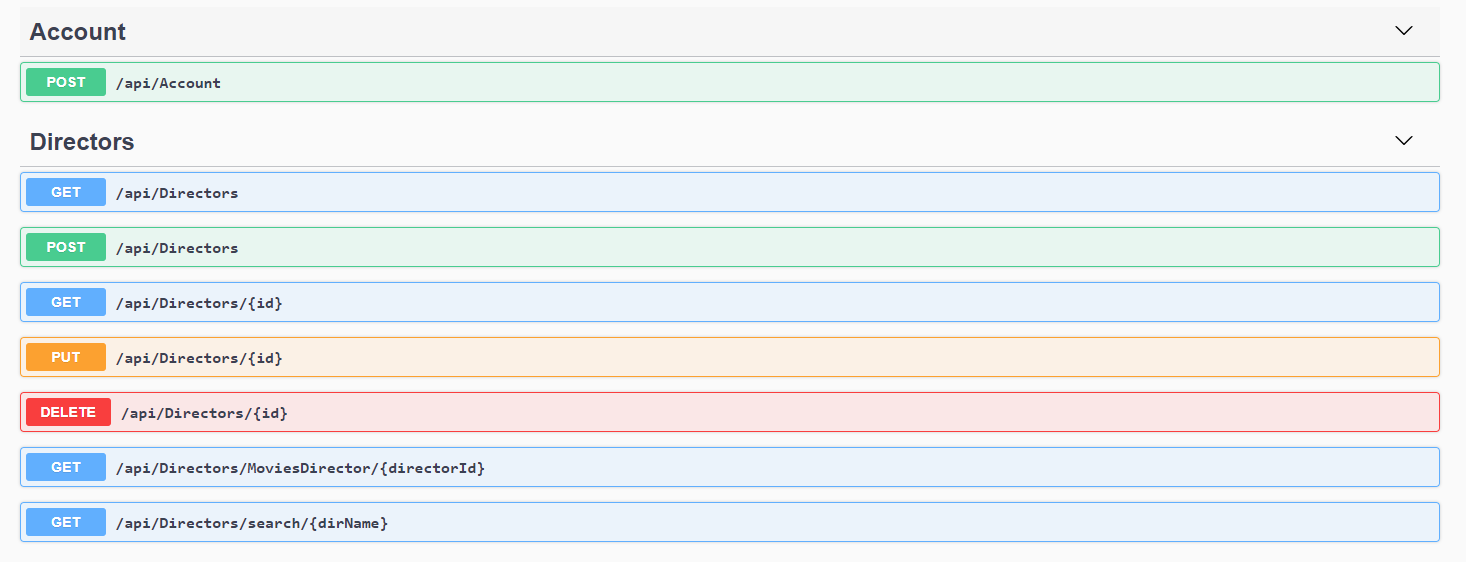 Account
POST /api/Account
Directors
GET /api/Directors
POST /api/Directors
GET /api/Directors/{id}
PUT /api/Directors/{id}
DELETE /api/Directors/{id}
GET /api/Directors/MoviesDirector/{directorId}
GET /api/Directors/search/{dirName}